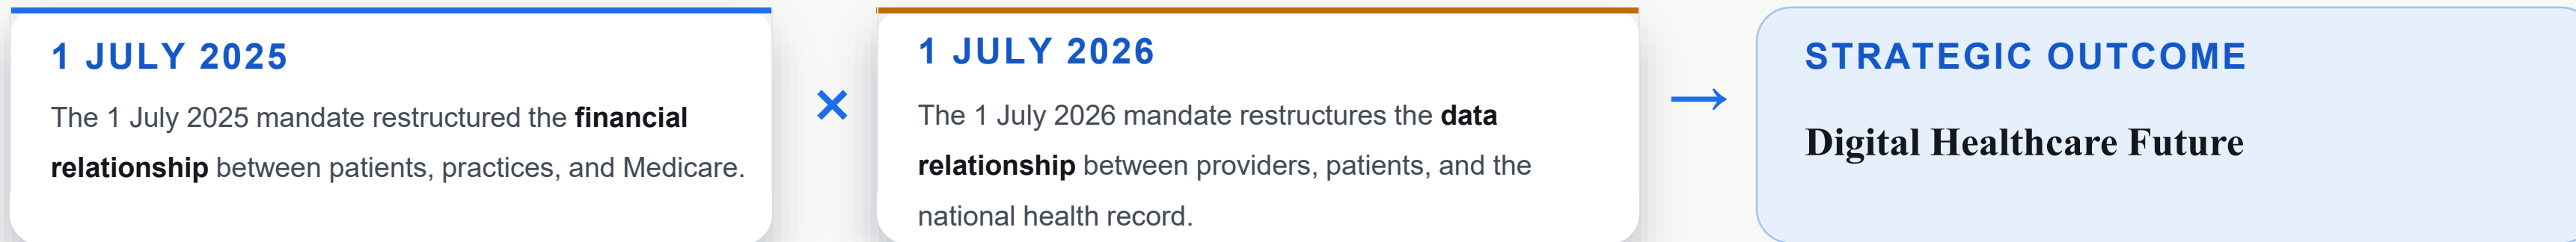 1 JULY 2025
The 1 July 2025 mandate restructured the financial
relationship between patients, practices, and Medicare.
×
1 JULY 2026
The 1 July 2026 mandate restructures the data
relationship between providers, patients, and the
national health record.
→
STRATEGIC OUTCOME
Digital Healthcare Future